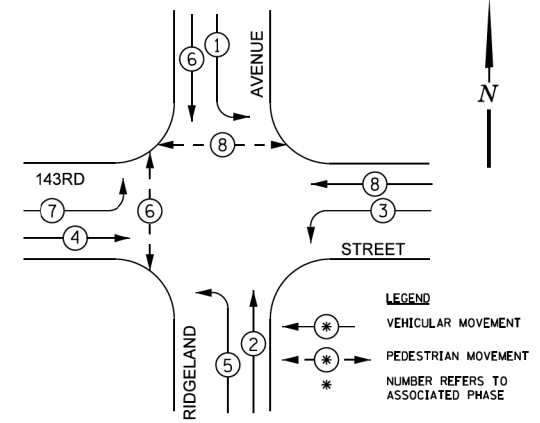 1
6
AVENUE
N
8
143RD
8
7
6
3
4
STREET
LEGEND
* VEHICULAR MOVEMENT
* PEDESTRIAN MOVEMENT
* NUMBER REFERS TO
ASSOCIATED PHASE
2
5
RIDGELAND